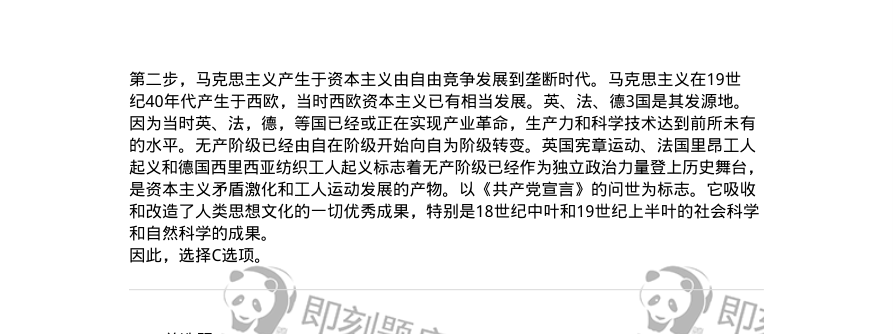 第二步，马克思主义产生于资本主义由自由竞争发展到垄断时代。马克思主义在19世
纪40年代产生于西欧，当时西欧资本主义已有相当发展。英、法、德3国是其发源地。
因为当时英、法，德，等国已经或正在实现产业革命，生产力和科学技术达到前所未有
的水平。无产阶级已经由自在阶级开始向自为阶级转变。英国宪章运动、法国里昂工人
起义和德国西里西亚纺织工人起义标志着无产阶级已经作为独立政治力量登上历史舞台，
是资本主义矛盾激化和工人运动发展的产物。以《共产党宣言》的问世为标志。它吸收
和改造了人类思想文化的一切优秀成果，特别是18世纪中叶和19世纪上半叶的社会科学
和自然科学的成果。
因此，选择C选项。
即刻题库
即刻题